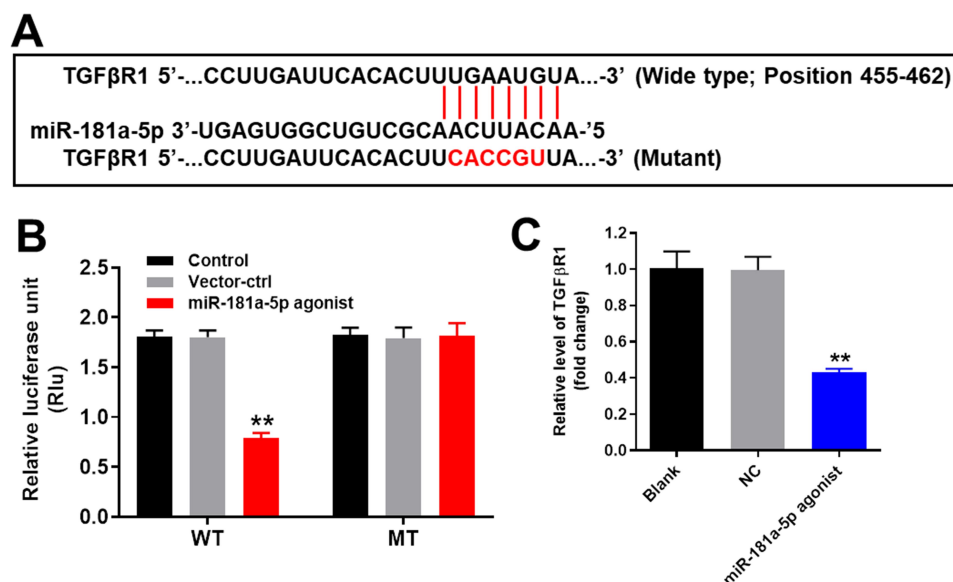 A
TGFβR1 5’-...CCUUGAUUCACACUUUGAAUGUA...-3’ (Wide type; Position 455-462)
miR-181a-5p 3’-UGAGUGGCUGUCGCAACUUACAA-’5
TGFβR1 5’-...CCUUGAUUCACACUUCACCGUUA...-3’ (Mutant)
B
Control
Vector-ctrl
miR-181a-5p agonist
Relative luciferase unit
(Rlu)
2.5
2.0
1.5
1.0
0.5
0.0
**
WT
MT
C
Relative level of TGFβR1
(fold change)
1.2
1.0
0.8
0.6
0.4
0.2
0.0
**
Blank
NC
miR-181a-5p agonist